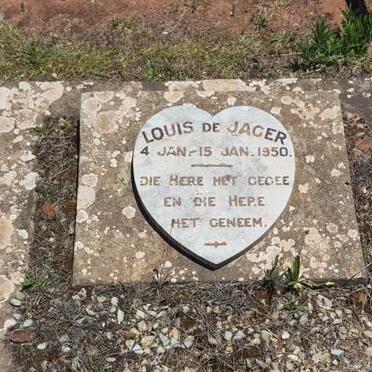 LOUIS DE JAGER
4 JAN.-15 JAN. 1950.
DIE HERE HET GEGEE
EN DIE HERE
HET GENEEM.